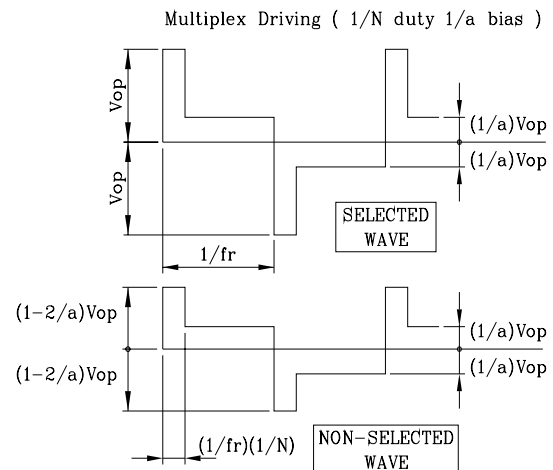 Multiplex Driving ( 1/N duty 1/a bias )
Vop
(1/a)Vop
(1/a)Vop
Vop
SELECTED
WAVE
1/fr
(1-2/a)Vop
(1/a)Vop
(1-2/a)Vop
(1/a)Vop
(1/fr)(1/N)
NON-SELECTED
WAVE